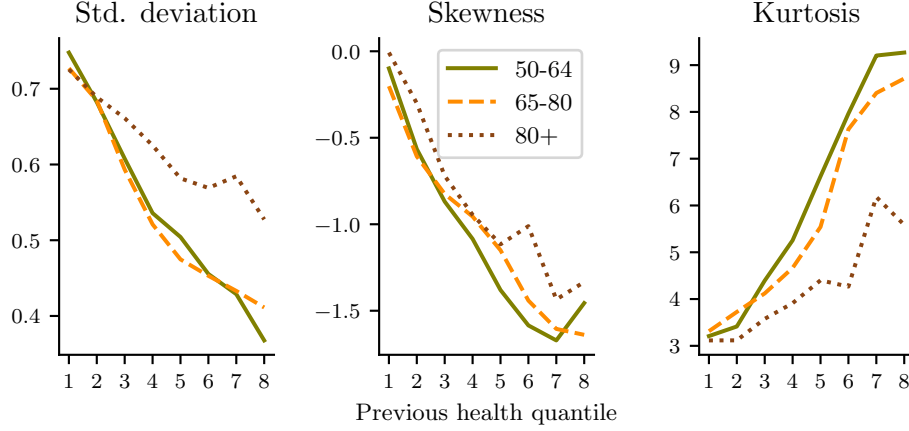 Std. deviation
Skewness
Kurtosis
0.7
0.6
0.5
0.4
1 2 3 4 5 6 7 8
0.0
−0.5
−1.0
−1.5
1 2 3 4 5 6 7 8
50-64
65-80
80+
9
8
7
6
5
4
3
1 2 3 4 5 6 7 8
Previous health quantile